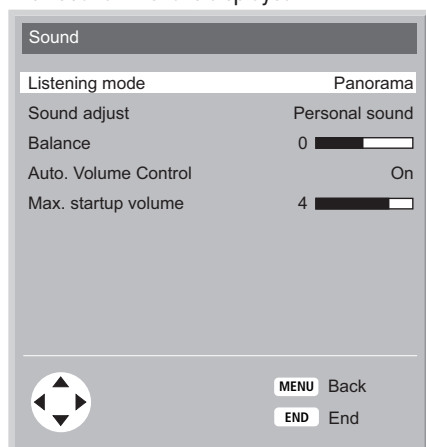 Sound
Listening mode Panorama
Sound adjust Personal sound
Balance 0
Auto. Volume Control On
Max. startup volume 4
MENU Back
END End